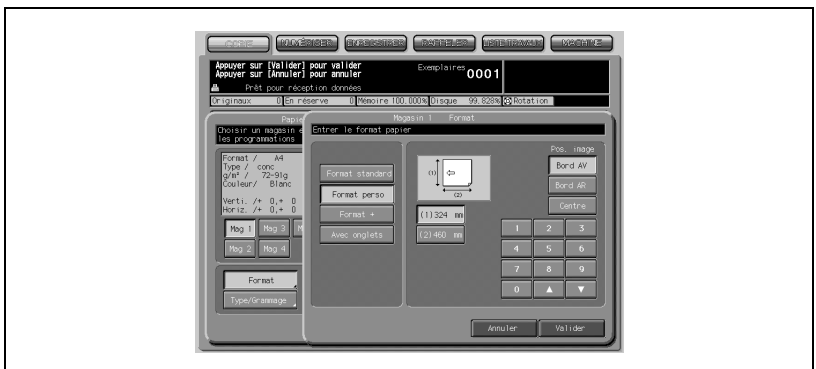 COPIE NUMÉRISER ENREGISTRER RAPPELER LISTE TRAVAUX MACHINE
Appuyer sur [Valider] pour valider
Appuyer sur [Annuler] pour annuler
Exemplaires 0001
Prêt pour réception données
Originaux 0 En réserve 0 Mémoire 100.000% Disque 99.828% Rotation
Papie
Choisir un magasin e
les programmations
Format / A4
Type / conc
g/m² / 72-91g
Couleur/ Blanc
Verti. /+ 0,+ 0
Horiz. /+ 0,+ 0
Mag 1 Mag 3 M
Mag 2 Mag 4
Format
Type/Grammage
Magasin 1 Format
Entrer le format papier
Format standard
Format perso
Format +
Avec onglets
(1)
(2)
(1)324 mm
(2)460 mm
Pos. image
Bord AV
Bord AR
Centre
1 2 3
4 5 6
7 8 9
0 ▲ ▼
Annuler Valider